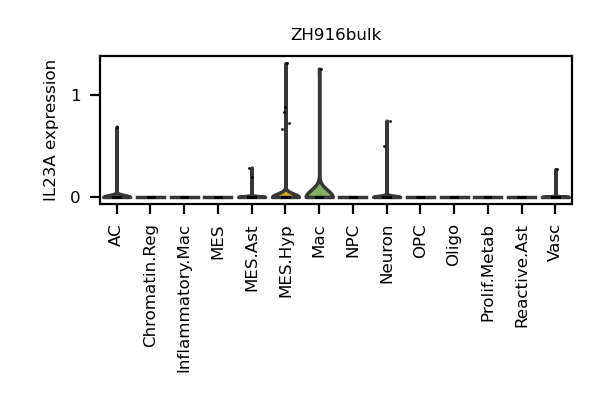 ZH916bulk
IL23A expression
1
0
AC
Chromatin.Reg
Inflammatory.Mac
MES
MES.Ast
MES.Hyp
Mac
NPC
Neuron
OPC
Oligo
Prolif.Metab
Reactive.Ast
Vasc